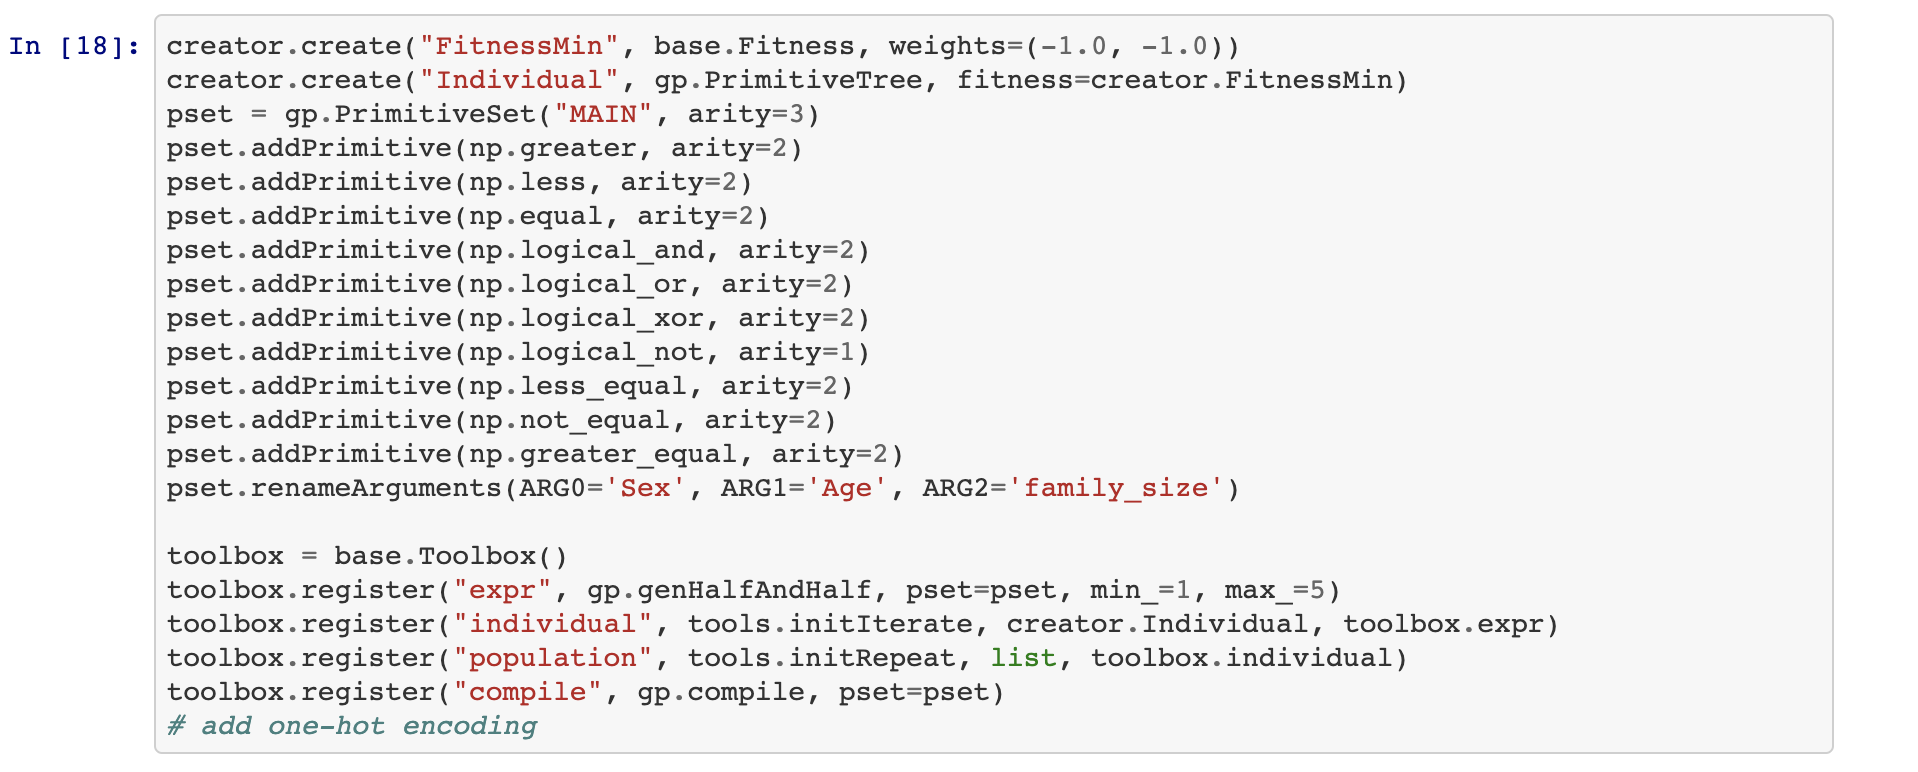 In [18]:
creator.create("FitnessMin", base.Fitness, weights=(-1.0, -1.0))
creator.create("Individual", gp.PrimitiveTree, fitness=creator.FitnessMin)
pset = gp.PrimitiveSet("MAIN", arity=3)
pset.addPrimitive(np.greater, arity=2)
pset.addPrimitive(np.less, arity=2)
pset.addPrimitive(np.equal, arity=2)
pset.addPrimitive(np.logical_and, arity=2)
pset.addPrimitive(np.logical_or, arity=2)
pset.addPrimitive(np.logical_xor, arity=2)
pset.addPrimitive(np.logical_not, arity=1)
pset.addPrimitive(np.less_equal, arity=2)
pset.addPrimitive(np.not_equal, arity=2)
pset.addPrimitive(np.greater_equal, arity=2)
pset.renameArguments(ARG0='Sex', ARG1='Age', ARG2='family_size')

toolbox = base.Toolbox()
toolbox.register("expr", gp.genHalfAndHalf, pset=pset, min_=1, max_=5)
toolbox.register("individual", tools.initIterate, creator.Individual, toolbox.expr)
toolbox.register("population", tools.initRepeat, list, toolbox.individual)
toolbox.register("compile", gp.compile, pset=pset)
# add one-hot encoding